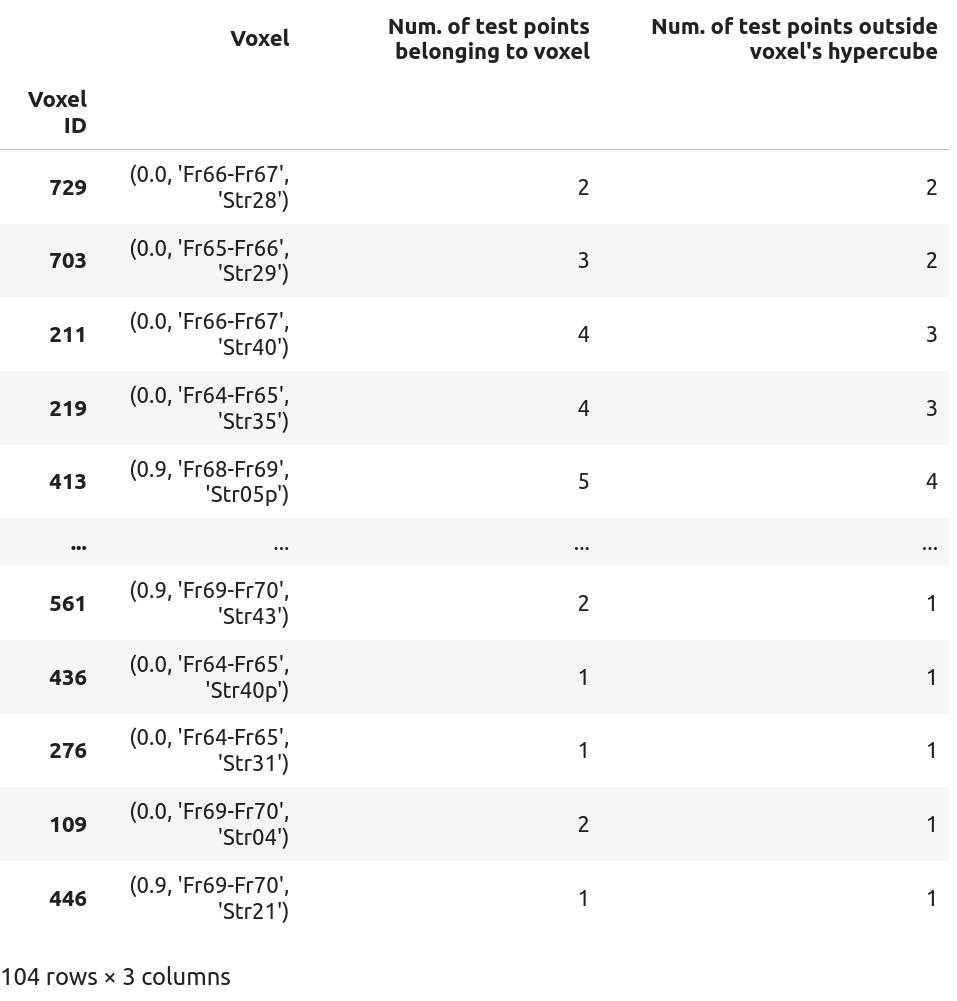 Voxel Num. of test points Num. of test points outside
belonging to voxel voxel's hypercube
Voxel
ID
729 (0.0, 'Fr66-Fr67', 2 2
'Str28')
703 (0.0, 'Fr65-Fr66', 3 2
'Str29')
211 (0.0, 'Fr66-Fr67', 4 3
'Str40')
219 (0.0, 'Fr64-Fr65', 4 3
'Str35')
413 (0.9, 'Fr68-Fr69', 5 4
'Str05p')
... ... ... ...
561 (0.9, 'Fr69-Fr70', 2 1
'Str43')
436 (0.0, 'Fr64-Fr65', 1 1
'Str40p')
276 (0.0, 'Fr64-Fr65', 1 1
'Str31')
109 (0.0, 'Fr69-Fr70', 2 1
'Str04')
446 (0.9, 'Fr69-Fr70', 1 1
'Str21')
104 rows × 3 columns